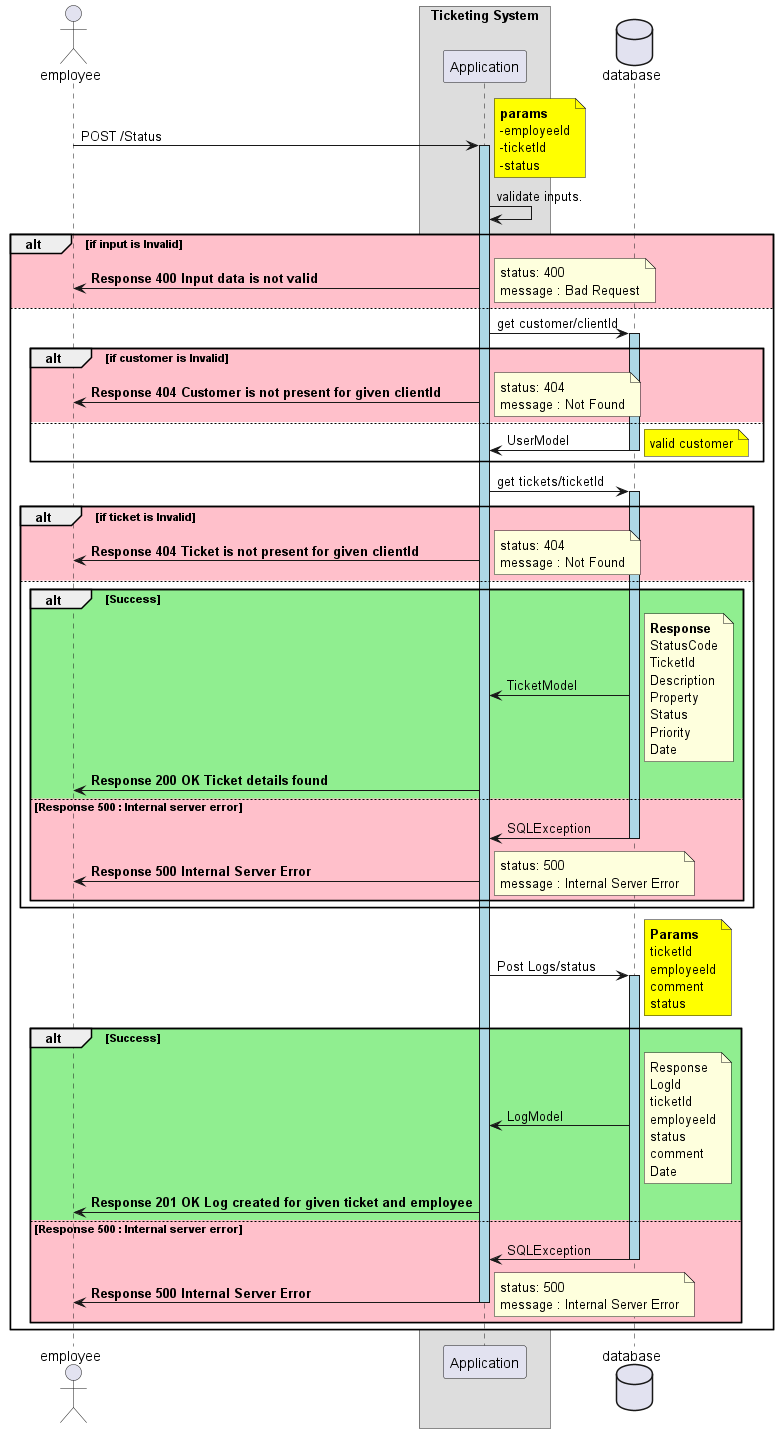 Ticketing System
employee
Application
database
params
-employeeId
-ticketId
-status
POST /Status
validate inputs.
alt [if input is Invalid]
Response 400 Input data is not valid
status: 400
message : Bad Request
get customer/clientId
alt [if customer is Invalid]
Response 404 Customer is not present for given clientId
status: 404
message : Not Found
UserModel
valid customer
get tickets/ticketId
alt [if ticket is Invalid]
Response 404 Ticket is not present for given clientId
status: 404
message : Not Found
alt [Success]
Response
StatusCode
TicketId
Description
Property
Status
Priority
Date
TicketModel
Response 200 OK Ticket details found
[Response 500 : Internal server error]
SQLException
Response 500 Internal Server Error
status: 500
message : Internal Server Error
Params
ticketId
employeeId
comment
status
Post Logs/status
alt [Success]
Response
LogId
ticketId
employeeId
status
comment
Date
LogModel
Response 201 OK Log created for given ticket and employee
[Response 500 : Internal server error]
SQLException
Response 500 Internal Server Error
status: 500
message : Internal Server Error
employee
Application
database